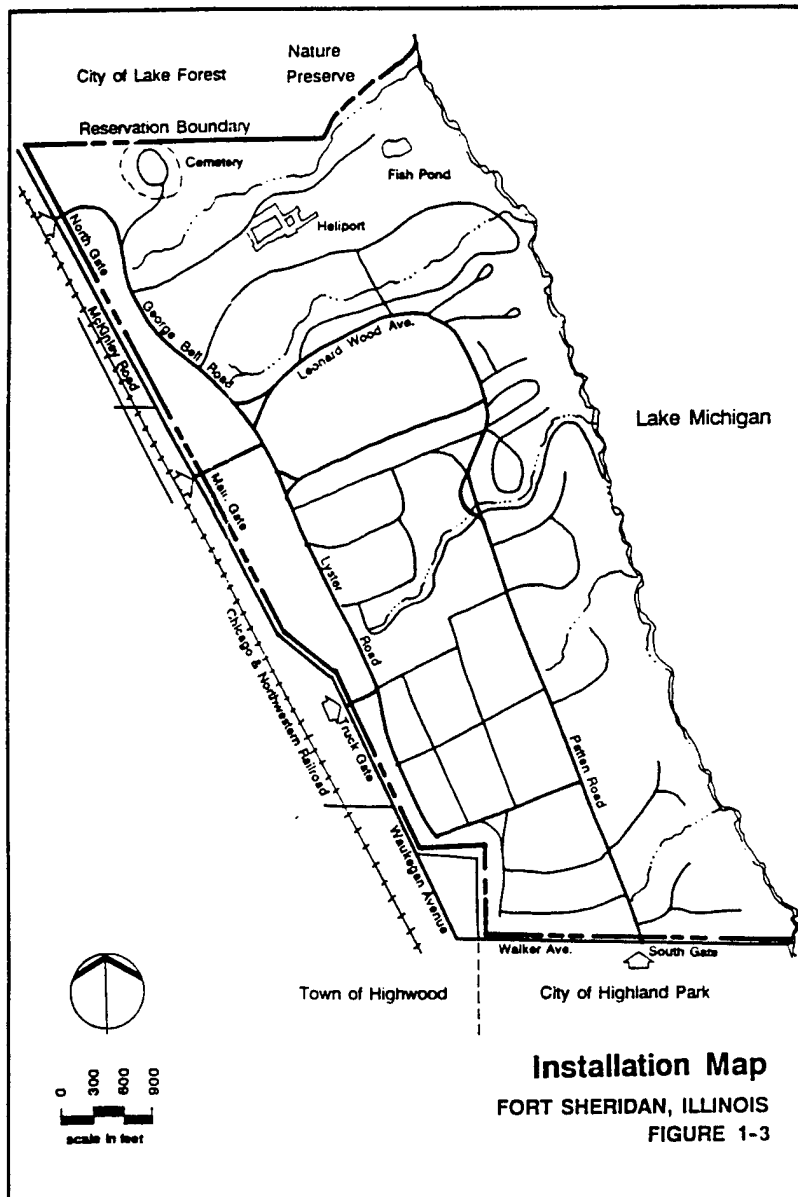 Nature
Preserve
City of Lake Forest
Reservation Boundary
Cemetery
Fish Pond
Heliport
North Gate
McKinley Road
George Bell Road
Leonard Wood Ave.
Lake Michigan
Main Gate
Lyster Road
Chicago & Northwestern Railroad
Truck Gate
Patten Road
Waukegan Avenue
Walker Ave.
South Gate
Town of Highwood
City of Highland Park
0 300 600 900
scale in feet
Installation Map
FORT SHERIDAN, ILLINOIS
FIGURE 1-3